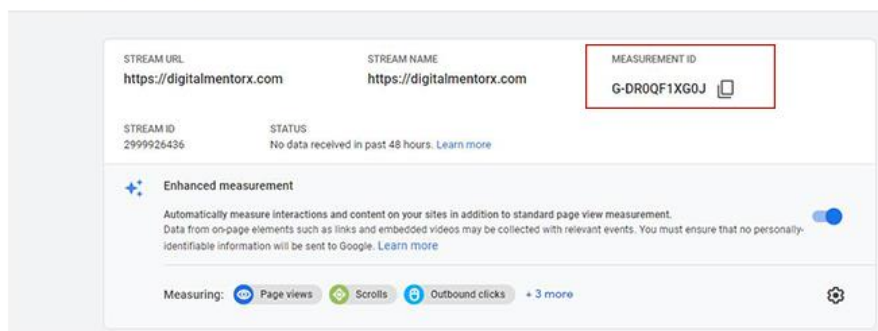 STREAM URL
https://digitalmentorx.com
STREAM NAME
https://digitalmentorx.com
MEASUREMENT ID
G-DR0QF1XG0J
STREAM ID
2999926436
STATUS
No data received in past 48 hours. Learn more
Enhanced measurement
Automatically measure interactions and content on your sites in addition to standard page view measurement.
Data from on-page elements such as links and embedded videos may be collected with relevant events. You must ensure that no personally-
identifiable information will be sent to Google. Learn more
Measuring: Page views Scrolls Outbound clicks + 3 more